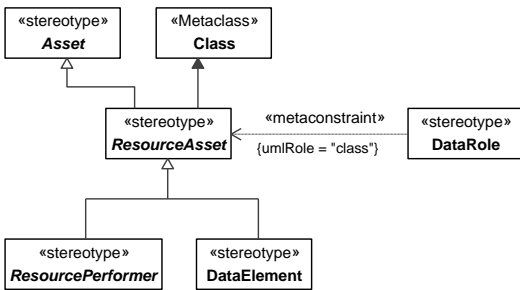 «stereotype»
Asset
«Metaclass»
Class
«stereotype»
ResourceAsset
«metaconstraint»
{umlRole = "class"}
«stereotype»
DataRole
«stereotype»
ResourcePerformer
«stereotype»
DataElement